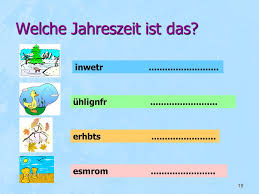 Welche Jahreszeit ist das?
inwetr ........................
ühlignfr ........................
erhbts ......................
esmrom ......................
19